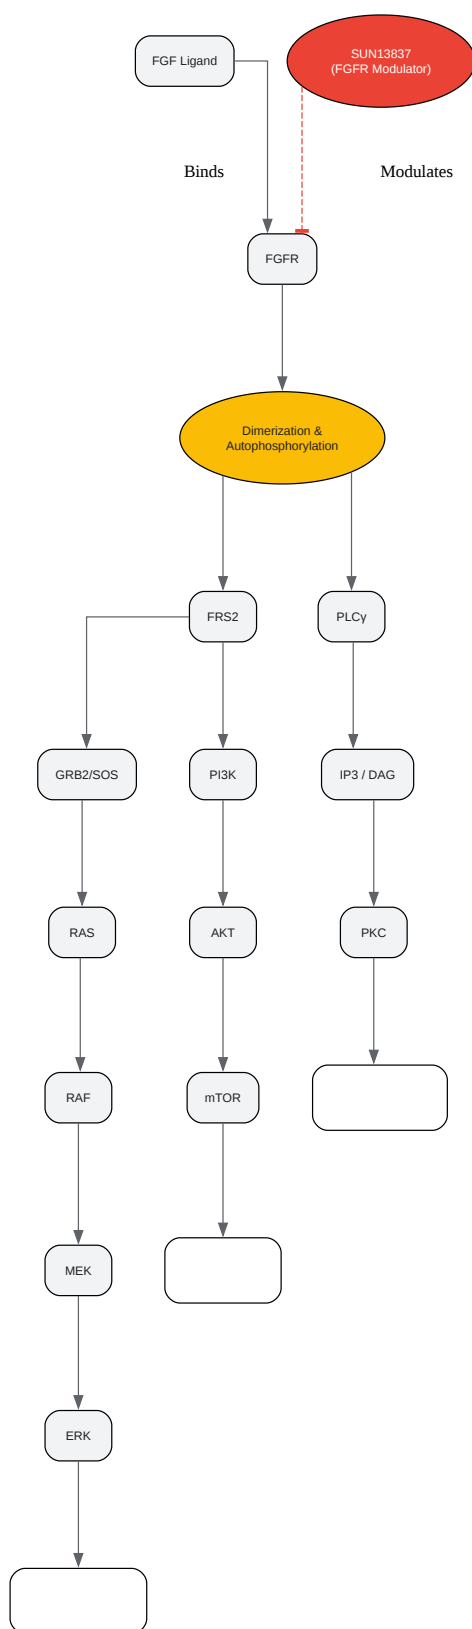 FGF Ligand
SUN13837
(FGFR Modulator)
Binds
Modulates
FGFR
Dimerization &
Autophosphorylation
FRS2
PLCγ
GRB2/SOS
PI3K
IP3 / DAG
RAS
AKT
PKC
RAF
mTOR
MEK
ERK